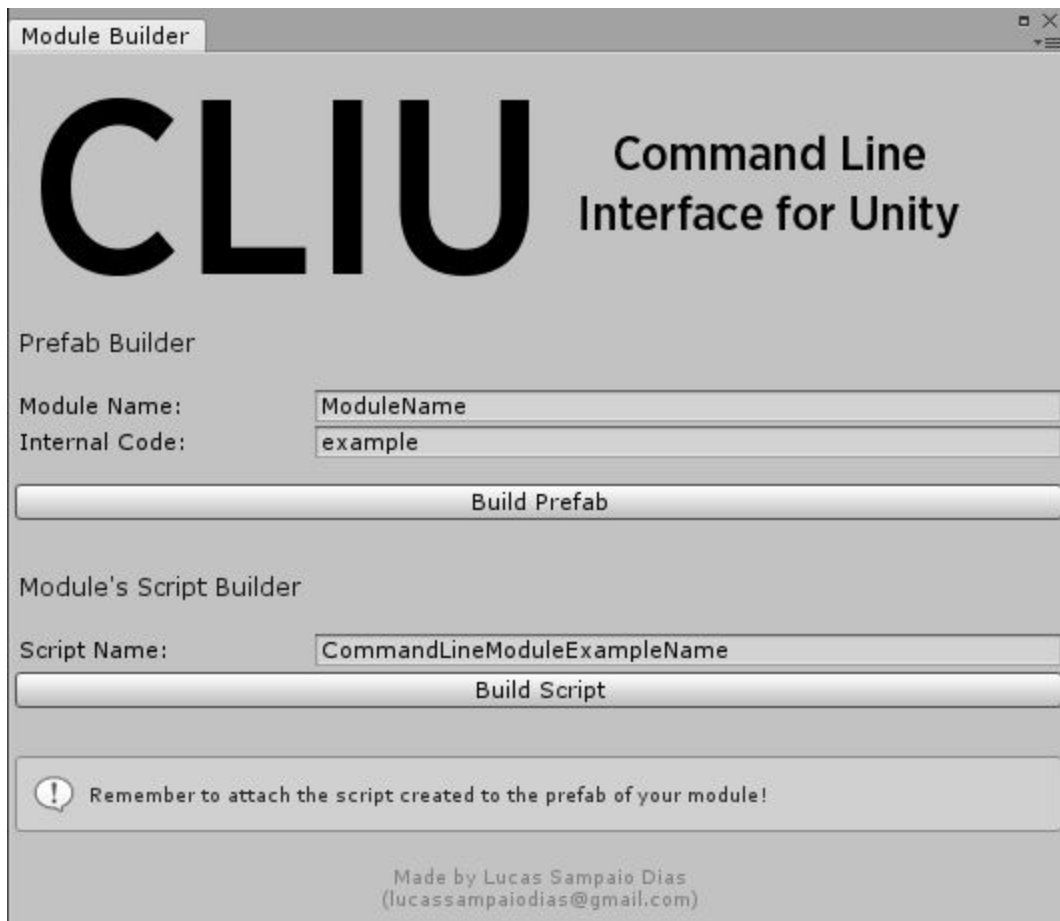 Module Builder
CLIU
Command Line
Interface for Unity
Prefab Builder
Module Name: ModuleName
Internal Code: example
Build Prefab
Module's Script Builder
Script Name: CommandLineModuleExampleName
Build Script
Remember to attach the script created to the prefab of your module!
Made by Lucas Sampaio Dias
(lucassampaiodias@gmail.com)